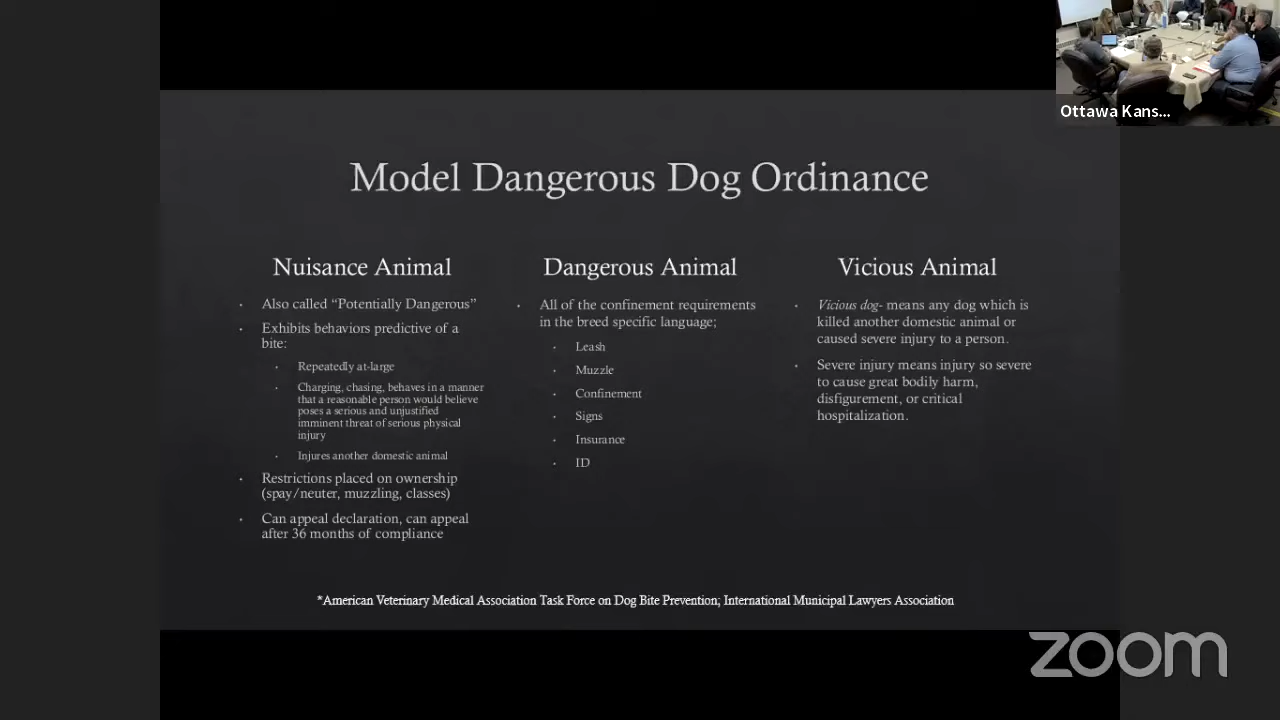 Ottawa Kans...
Model Dangerous Dog Ordinance
Nuisance Animal
• Also called “Potentially Dangerous”
• Exhibits behaviors predictive of a
bite:
• Repeatedly at-large
• Charging, chasing, behaves in a manner
that a reasonable person would believe
poses a serious and unjustified
imminent threat of serious physical
injury
• Injures another domestic animal
• Restrictions placed on ownership
(spay/neuter, muzzling, classes)
• Can appeal declaration, can appeal
after 36 months of compliance
Dangerous Animal
• All of the confinement requirements
in the breed specific language;
• Leash
• Muzzle
• Confinement
• Signs
• Insurance
• ID
Vicious Animal
• Vicious dog- means any dog which is
killed another domestic animal or
caused severe injury to a person.
• Severe injury means injury so severe
to cause great bodily harm,
disfigurement, or critical
hospitalization.
*American Veterinary Medical Association Task Force on Dog Bite Prevention; International Municipal Lawyers Association
zoom